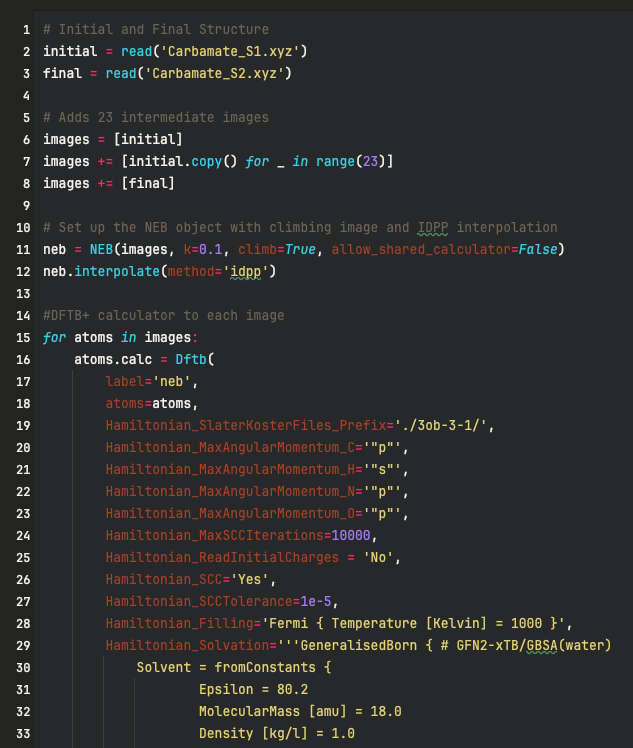 1 # Initial and Final Structure
2 initial = read('Carbamate_S1.xyz')
3 final = read('Carbamate_S2.xyz')
4
5 # Adds 23 intermediate images
6 images = [initial]
7 images += [initial.copy() for _ in range(23)]
8 images += [final]
9
10 # Set up the NEB object with climbing image and IDPP interpolation
11 neb = NEB(images, k=0.1, climb=True, allow_shared_calculator=False)
12 neb.interpolate(method='idpp')
13
14 #DFTB+ calculator to each image
15 for atoms in images:
16     atoms.calc = Dftb(
17         label='neb',
18         atoms=atoms,
19         Hamiltonian_SlaterKosterFiles_Prefix='./3ob-3-1/',
20         Hamiltonian_MaxAngularMomentum_C='"p"',
21         Hamiltonian_MaxAngularMomentum_H='"s"',
22         Hamiltonian_MaxAngularMomentum_N='"p"',
23         Hamiltonian_MaxAngularMomentum_O='"p"',
24         Hamiltonian_MaxSCCIterations=10000,
25         Hamiltonian_ReadInitialCharges = 'No',
26         Hamiltonian_SCC='Yes',
27         Hamiltonian_SCCTolerance=1e-5,
28         Hamiltonian_Filling='Fermi { Temperature [Kelvin] = 1000 }',
29         Hamiltonian_Solvation='''GeneralisedBorn { # GFN2-xTB/GBSA(water)
30             Solvent = fromConstants {
31                     Epsilon = 80.2
32                     MolecularMass [amu] = 18.0
33                     Density [kg/l] = 1.0